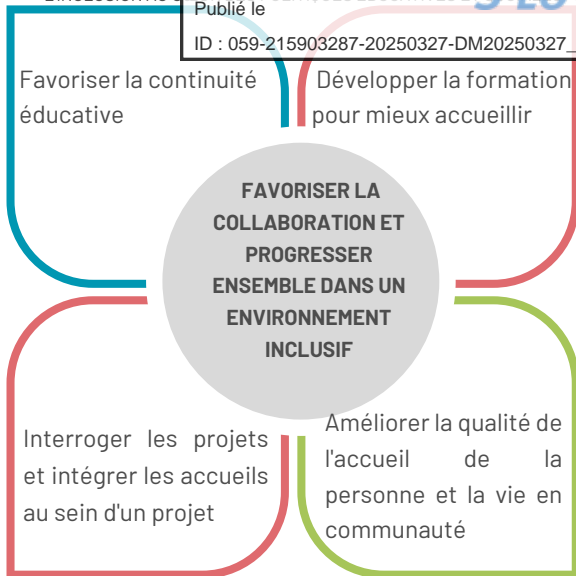 Publié le
ID : 059-215903287-20250327-DM20250327_
Favoriser la continuité
éducative
Développer la formation
pour mieux accueillir
FAVORISER LA
COLLABORATION ET
PROGRESSER
ENSEMBLE DANS UN
ENVIRONNEMENT
INCLUSIF
Interroger les projets
et intégrer les accueils
au sein d'un projet
Améliorer la qualité de
l'accueil de la
personne et la vie en
communauté